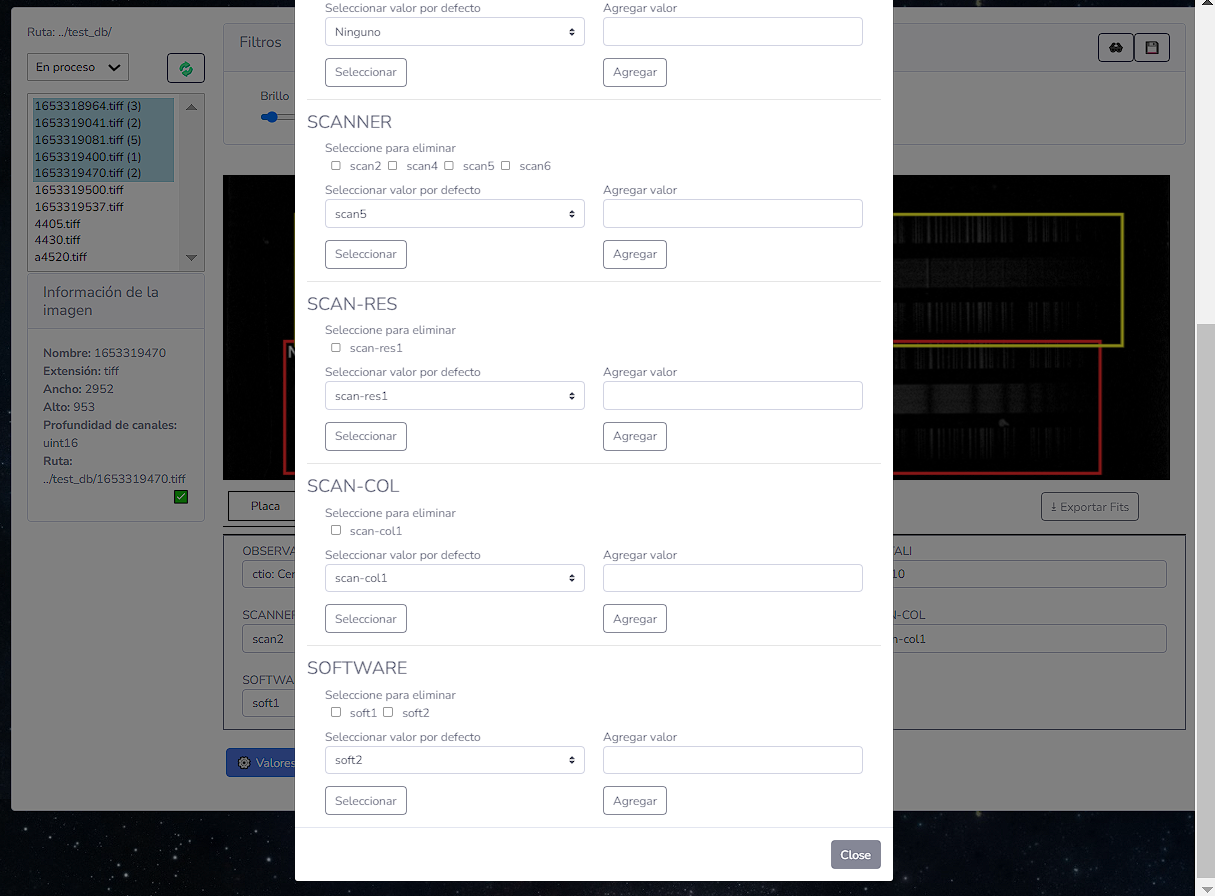 Ruta: ../test_db/
En proceso
1653318964.tiff (3)
1653319041.tiff (2)
1653319081.tiff (5)
1653319400.tiff (1)
1653319470.tiff (2)
1653319500.tiff
1653319537.tiff
4405.tiff
4430.tiff
a4520.tiff
Información de la
imagen
Nombre: 1653319470
Extensión: tiff
Ancho: 2952
Alto: 953
Profundidad de canales:
uint16
Ruta:
../test_db/1653319470.tiff
Filtros
Brillo
N
Placa
⤓ Exportar Fits
OBSERVA
ctio: Cer
TALI
10
SCANNER
scan2
N-COL
n-col1
SOFTWA
soft1
Valores
Seleccionar valor por defecto Agregar valor
Ninguno
Seleccionar Agregar
SCANNER
Seleccione para eliminar
scan2 scan4 scan5 scan6
Seleccionar valor por defecto Agregar valor
scan5
Seleccionar Agregar
SCAN-RES
Seleccione para eliminar
scan-res1
Seleccionar valor por defecto Agregar valor
scan-res1
Seleccionar Agregar
SCAN-COL
Seleccione para eliminar
scan-col1
Seleccionar valor por defecto Agregar valor
scan-col1
Seleccionar Agregar
SOFTWARE
Seleccione para eliminar
soft1 soft2
Seleccionar valor por defecto Agregar valor
soft2
Seleccionar Agregar
Close